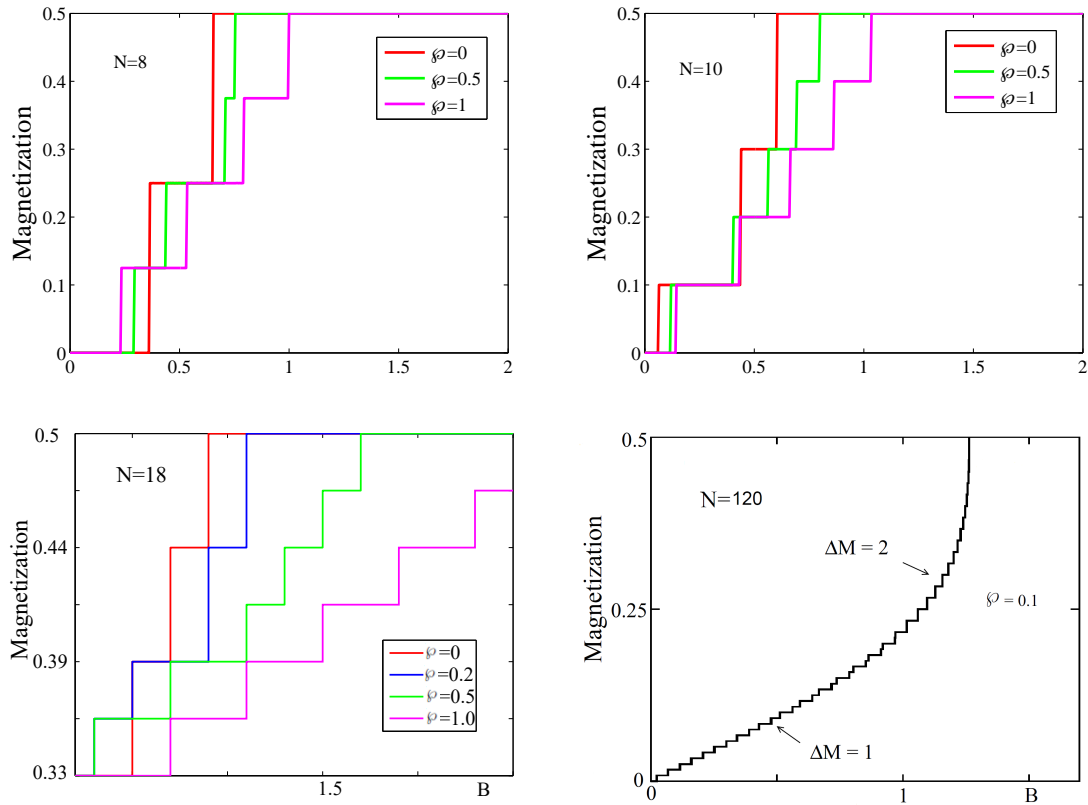 0.5
0.4
0.3
0.2
0.1
0
Magnetization
N=8
℘=0
℘=0.5
℘=1
0 0.5 1 1.5 2
0.5
0.4
0.3
0.2
0.1
0
Magnetization
N=10
℘=0
℘=0.5
℘=1
0 0.5 1 1.5 2
0.5
0.44
0.39
0.33
Magnetization
N=18
℘=0
℘=0.2
℘=0.5
℘=1.0
1.5 B
0.5
0.25
0
Magnetization
N=120
ΔM = 2
℘ = 0.1
ΔM = 1
0 1 B